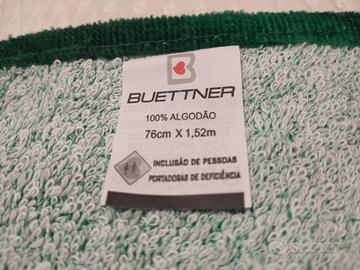 B
BUETTNER
100% ALGODÃO
76cm X 1,52m
INCLUSÃO DE PESSOAS
PORTADORAS DE DEFICIÊNCIA